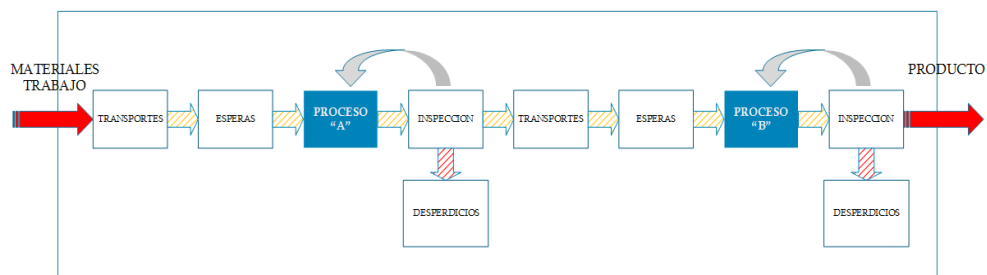 MATERIALES
TRABAJO
PRODUCTO
TRANSPORTES
ESPERAS
PROCESO
“A”
INSPECCION
TRANSPORTES
ESPERAS
PROCESO
“B”
INSPECCION
DESPERDICIOS
DESPERDICIOS